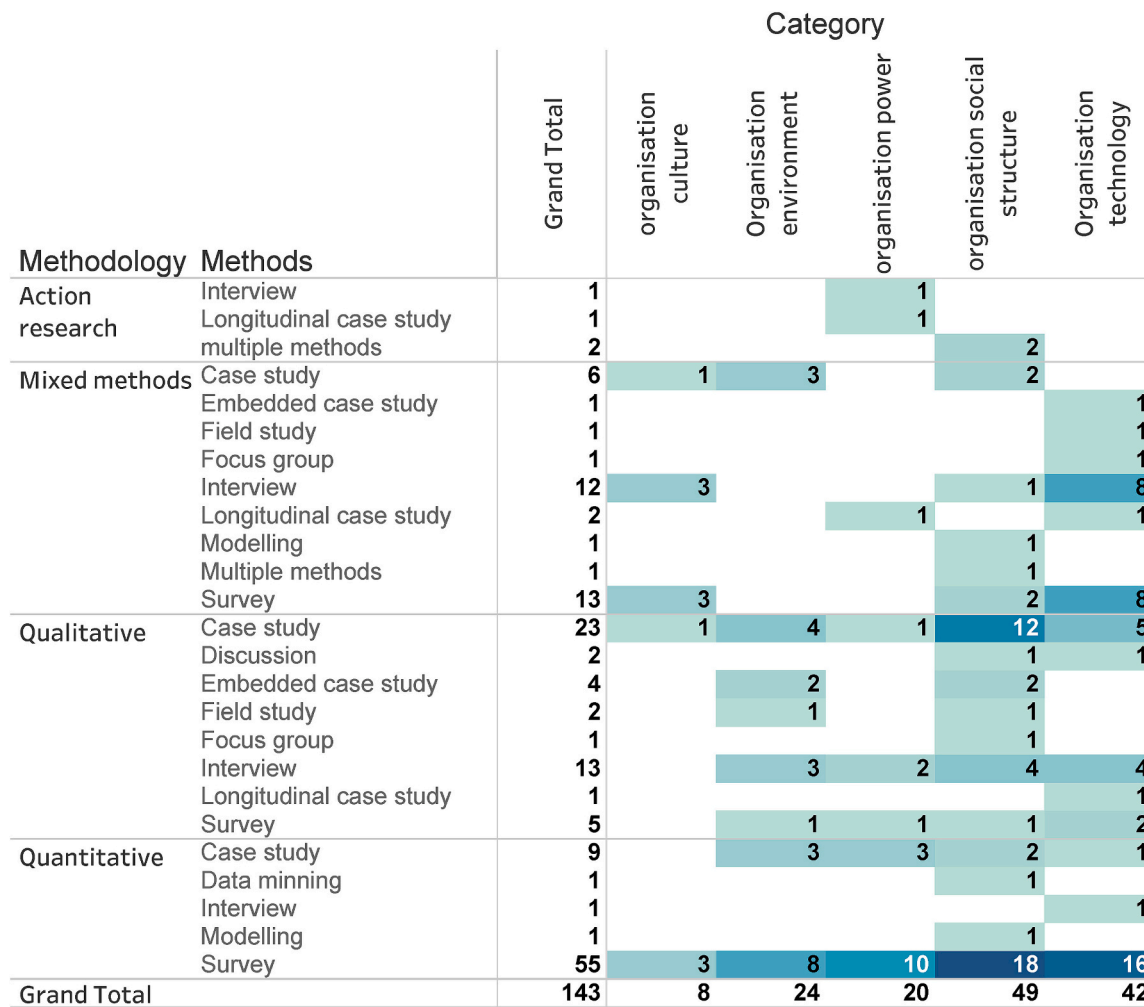 Category
Grand Total
organisation
culture
Organisation
environment
organisation power
organisation social
structure
Organisation
technology
Methodology Methods
Action
research
Interview 1 1
Longitudinal case study 1 1
multiple methods 2 2
Mixed methods Case study 6 1 3 2
Embedded case study 1 1
Field study 1 1
Focus group 1 1
Interview 12 3 1 8
Longitudinal case study 2 1 1
Modelling 1 1
Multiple methods 1 1
Survey 13 3 2 8
Qualitative Case study 23 1 4 1 12 5
Discussion 2 1 1
Embedded case study 4 2 2
Field study 2 1 1
Focus group 1 1
Interview 13 3 2 4 4
Longitudinal case study 1 1
Survey 5 1 1 1 2
Quantitative Case study 9 3 3 2 1
Data minning 1 1
Interview 1 1
Modelling 1 1
Survey 55 3 8 10 18 16
Grand Total 143 8 24 20 49 42